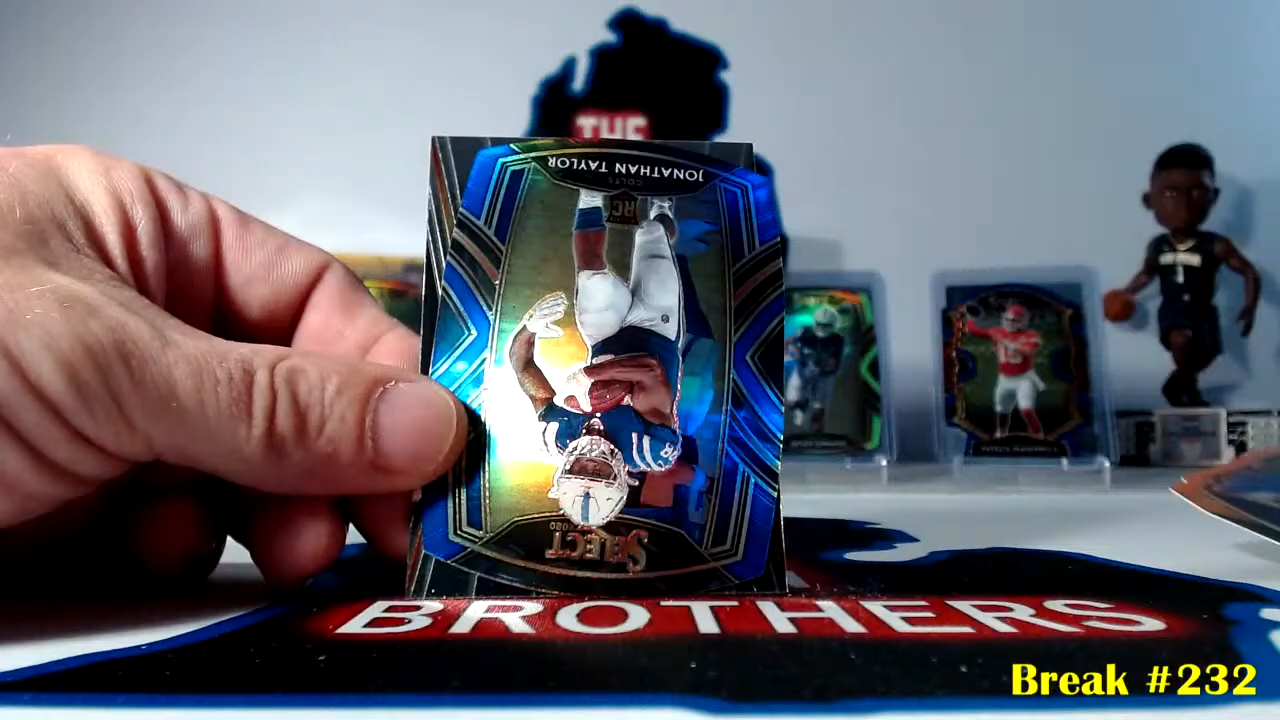 THE
JONATHAN TAYLOR
COLTS
RC
SELECT
2020
BROTHERS
Break #232